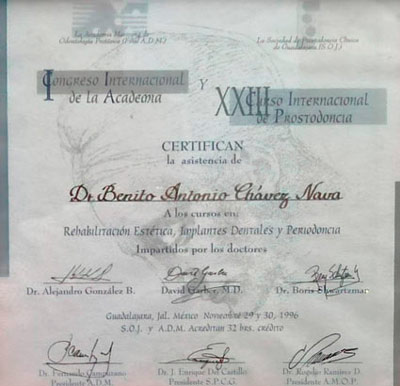 La Academia Mexicana de
Odontología (Filial A.D.M.)
La Sociedad de Prostodoncia Clínica
de Guadalajara (S.O.J.)
I CONGRESO INTERNACIONAL
DE LA ACADEMIA
Y
XXIII CURSO INTERNACIONAL
DE PROSTODONCIA
CERTIFICAN
la asistencia de
Dr. Benito Antonio Chávez Nava
A los cursos en:
Rehabilitación Estética, Implantes Dentales y Periodoncia
Impartidos por los doctores
Dr. Alejandro González B.
David Garber, M.D.
Dr. Boris Schwartzman
Guadalajara, Jal. México Noviembre 29 y 30, 1996
S.O.J. y A.D.M. Acreditan 32 hrs. crédito
Dr. Fernando
Dr. J. Enrique Del Castillo
Dr. Rogelio Ramírez D.
Presidente A.D.M.
Presidente S.P.C.G.
Presidente A.M.O.P.